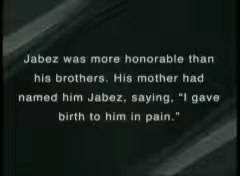 Jabez was more honorable than
his brothers. His mother had
named him Jabez, saying, “I gave
birth to him in pain.”